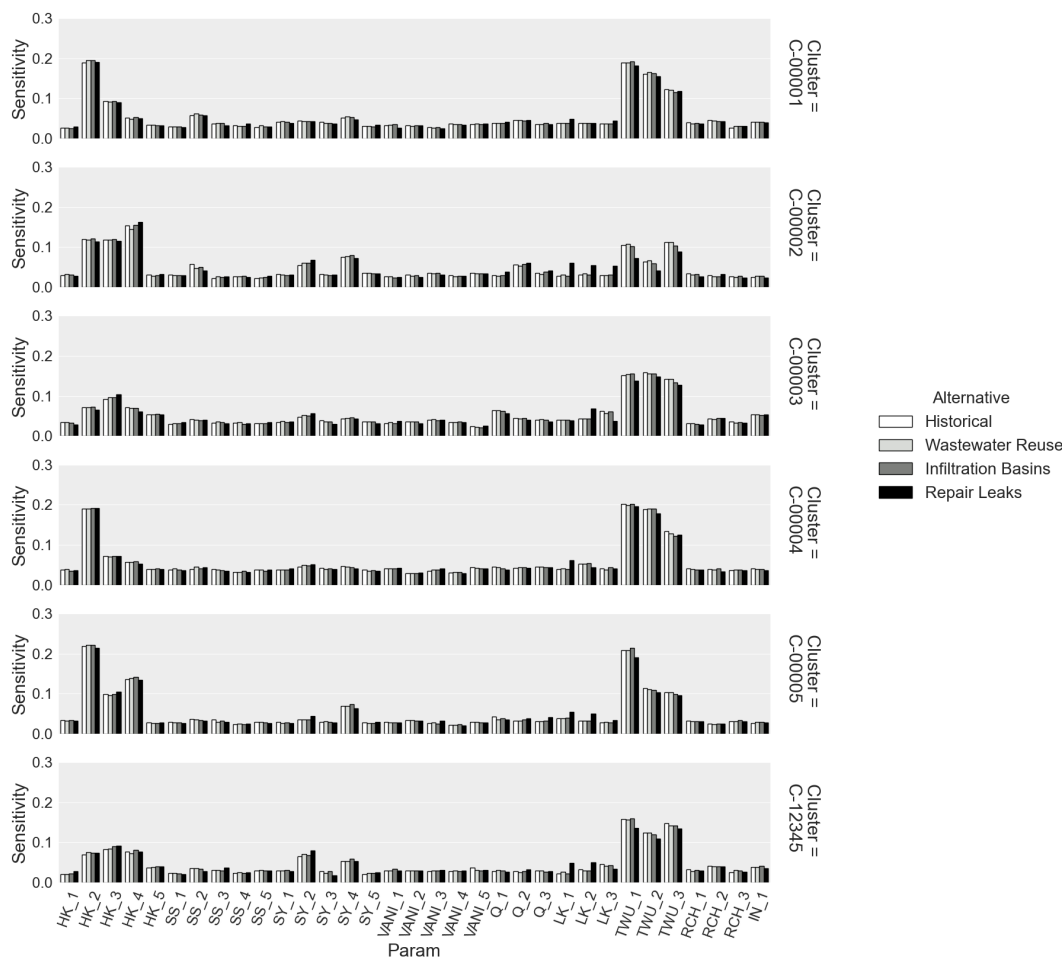 0.3
0.2
0.1
0.0
Sensitivity
Cluster =
C-00001
0.3
0.2
0.1
0.0
Sensitivity
Cluster =
C-00002
0.3
0.2
0.1
0.0
Sensitivity
Cluster =
C-00003
Alternative
Historical
Wastewater Reuse
Infiltration Basins
Repair Leaks
0.3
0.2
0.1
0.0
Sensitivity
Cluster =
C-00004
0.3
0.2
0.1
0.0
Sensitivity
Cluster =
C-00005
0.3
0.2
0.1
0.0
Sensitivity
Cluster =
C-12345
HK_1
HK_2
HK_3
HK_4
HK_5
SS_1
SS_2
SS_3
SS_4
SS_5
SY_1
SY_2
SY_3
SY_4
SY_5
VANI_1
VANI_2
VANI_3
VANI_4
VANI_5
Q_1
Q_2
Q_3
LK_1
LK_2
LK_3
TWU_1
TWU_2
TWU_3
RCH_1
RCH_2
RCH_3
IN_1
Param